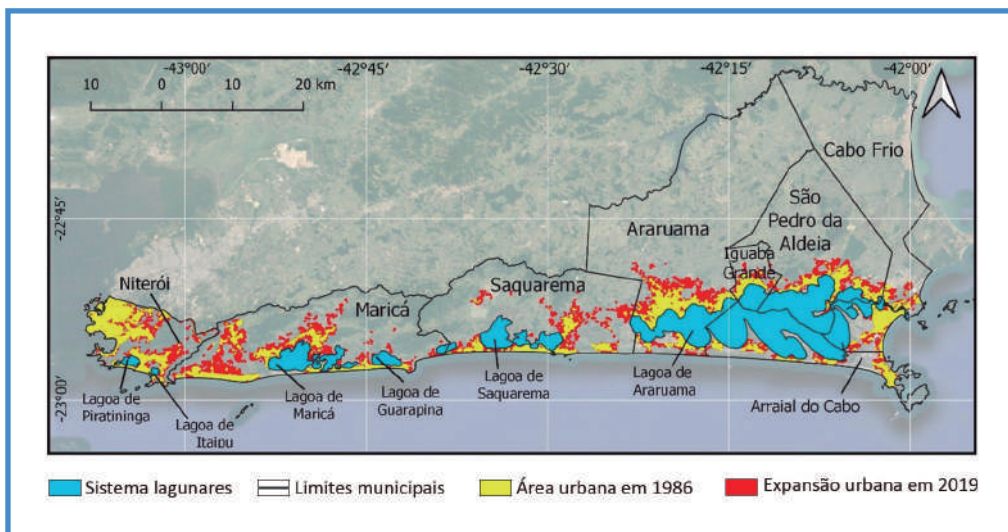 -43°00' -42°45' -42°30' -42°15' -42°00'
10 0 10 20 km
Cabo Frio
-22°45'
São
Pedro da
Aldeia
Araruama
Iguaba
Grande
Niterói
Saquarema
Maricá
-23°00'
Lagoa de
Piratininga
Lagoa de
Itaipu
Lagoa de
Maricá
Lagoa de
Guarapina
Lagoa de
Saquarema
Lagoa de
Araruama
Arraial do Cabo
Sistema lagunares Limites municipais Área urbana em 1986 Expansão urbana em 2019